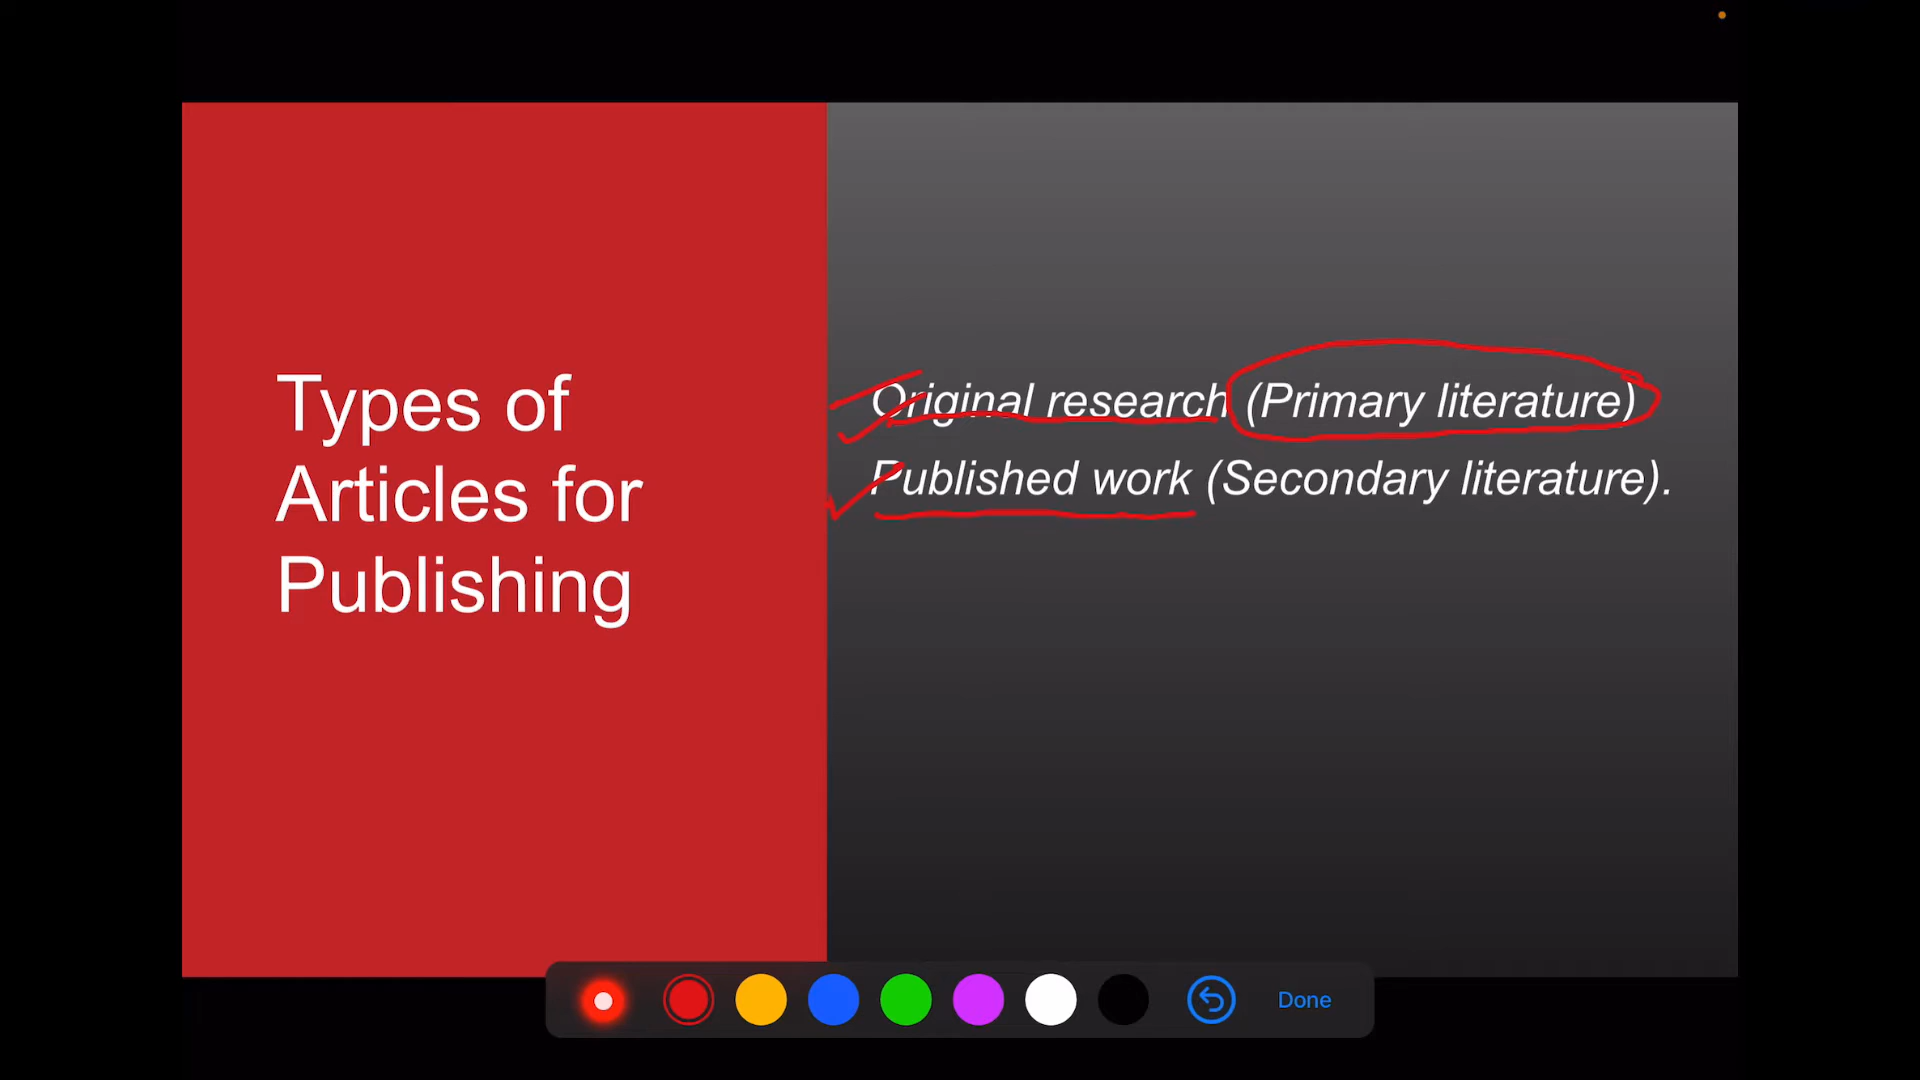 Types of
Articles for
Publishing
Original research (Primary literature)
Published work (Secondary literature).
Done